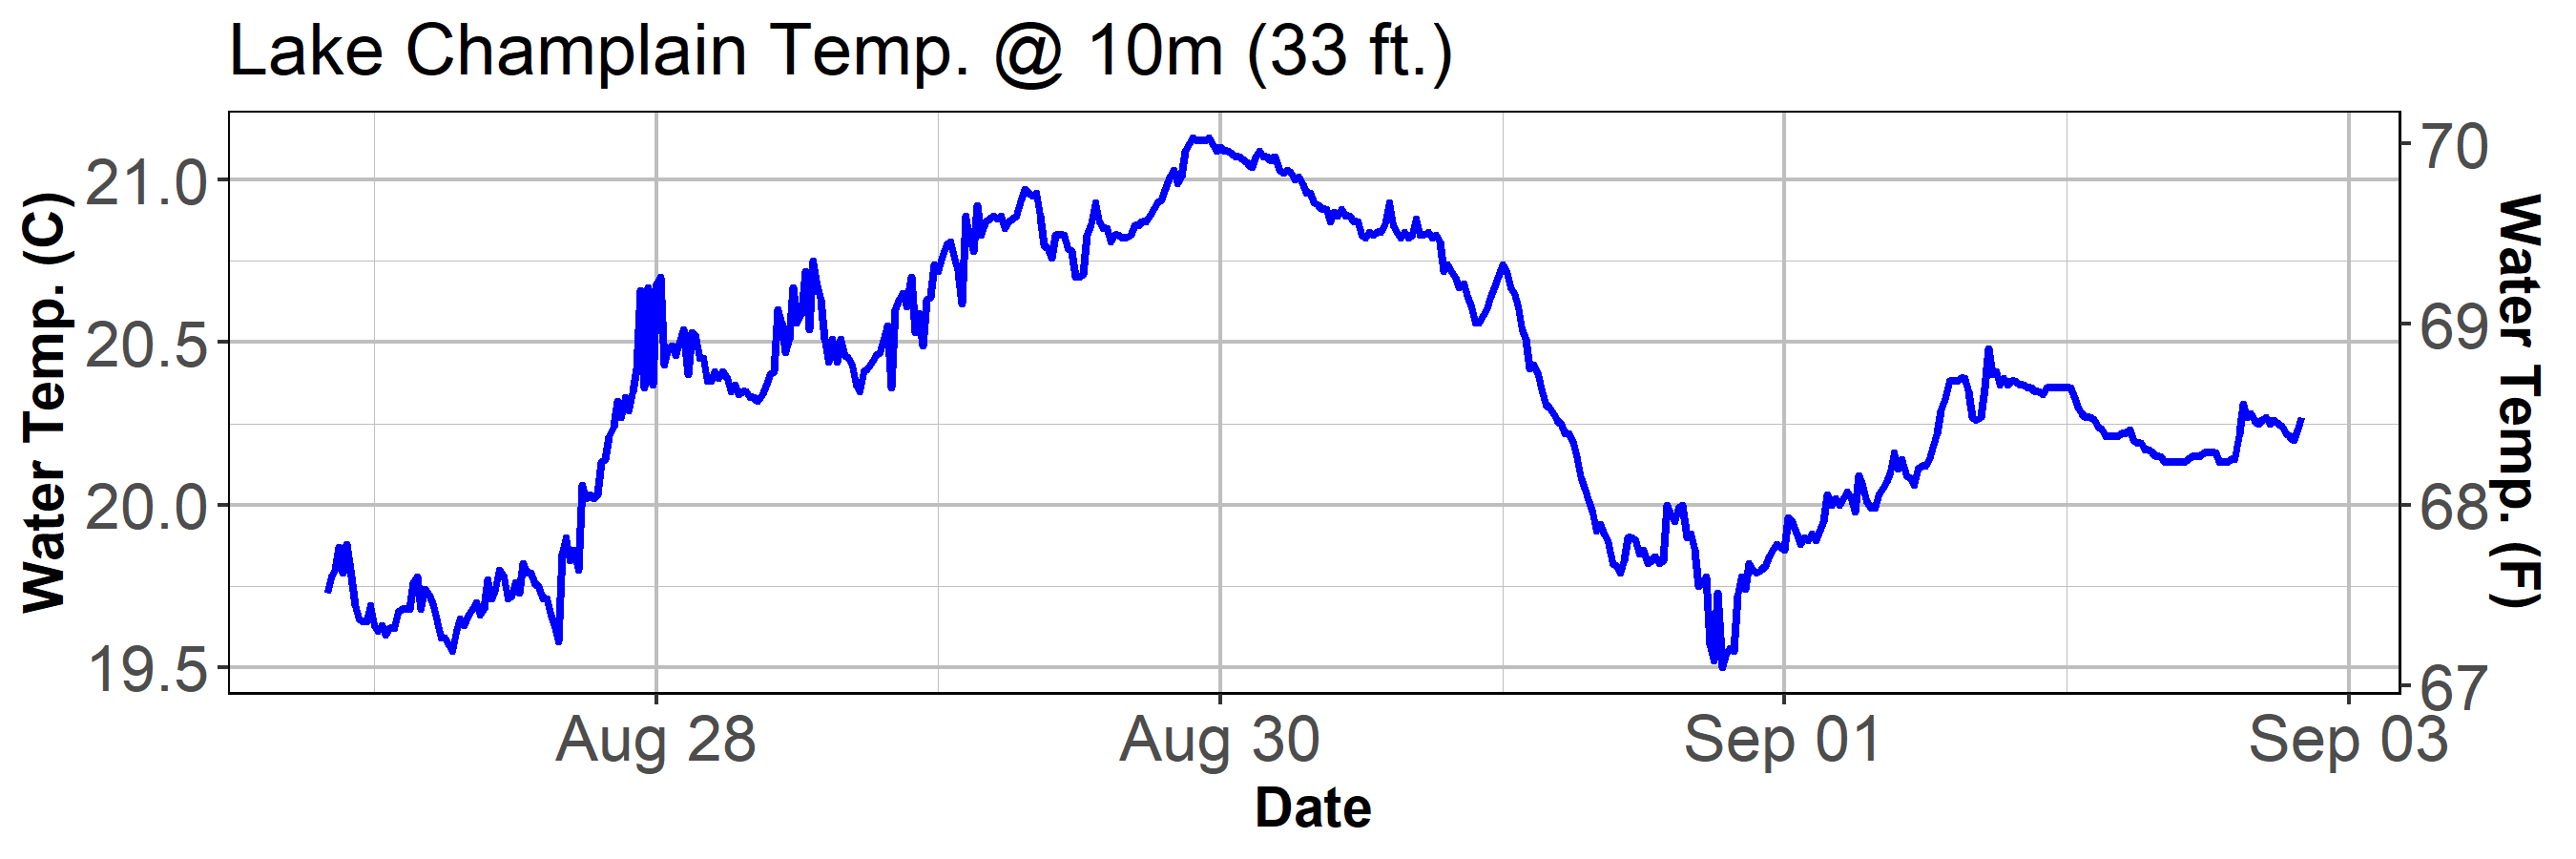 Lake Champlain Temp. @ 10m (33 ft.)
Water Temp. (C)
21.0
20.5
20.0
19.5
70
69
68
67
Water Temp. (F)
Aug 28
Aug 30
Sep 01
Sep 03
Date